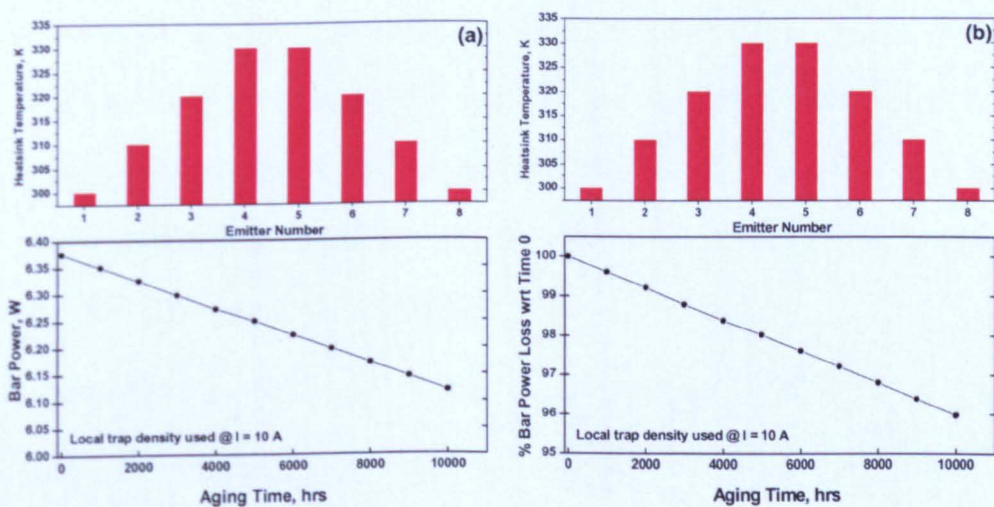 (a)
Heatsink Temperature, K
335
330
325
320
315
310
305
300
1 2 3 4 5 6 7 8
Emitter Number
(b)
Heatsink Temperature, K
335
330
325
320
315
310
305
300
1 2 3 4 5 6 7 8
Emitter Number
Bar Power, W
6.40
6.35
6.30
6.25
6.20
6.15
6.10
6.05
6.00
Local trap density used @ I = 10 A
0 2000 4000 6000 8000 10000
Aging Time, hrs
% Bar Power Loss wrt Time 0
100
99
98
97
96
95
Local trap density used @ I = 10 A
0 2000 4000 6000 8000 10000
Aging Time, hrs